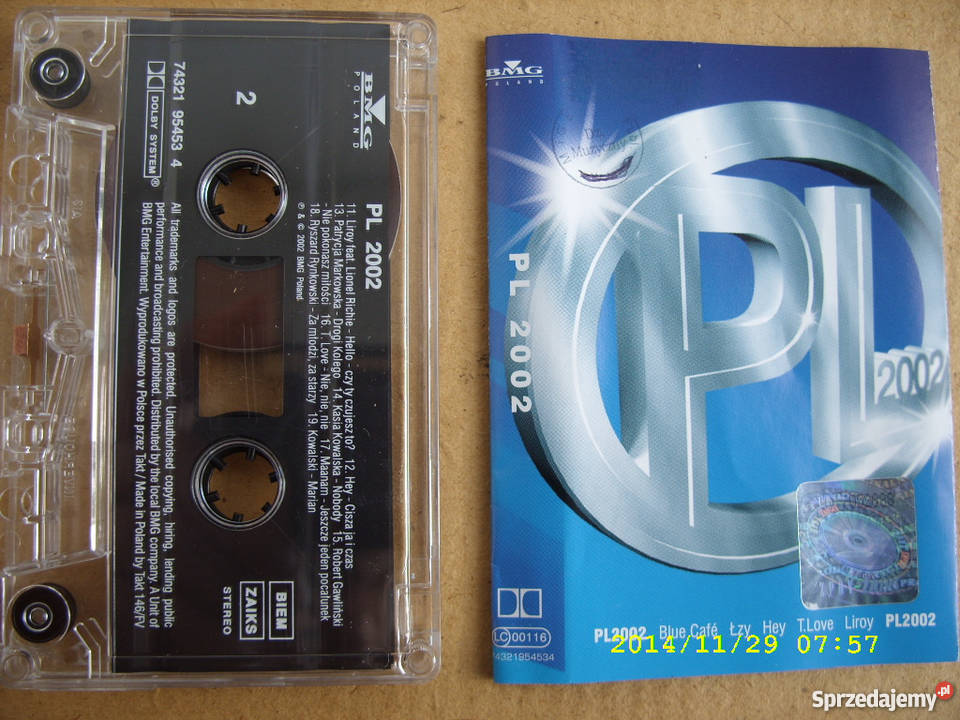 BMG
POLAND
PL 2002
11. Liroy feat. Lionel Richie - Hello - czy ty czujesz to? 12. Hey - Cisza ja i czas
13. Patrycja Markowska - Drogi Kolego 14. Kasia Kowalska - Nobody 15. Robert Gawliński
- Nie pokonasz miłości 16. T. Love - Nie, nie, nie 17. Maanam - Jeszcze jeden pocałunek
18. Ryszard Rynkowski - Za młodzi, za starzy 19. Kowalski - Marian
℗ & © 2002 BMG Poland.
2
BIEM
ZAIKS
STEREO
74321 95453 4
DOLBY SYSTEM®
All trademarks and logos are protected. Unauthorised copying, hiring, lending public
performance and broadcasting prohibited. Distributed by the local BMG company. A Unit of
BMG Entertainment. Wyprodukowano w Polsce przez Takt / Made in Poland by Takt 146/FV
BMG
POLAND
PL 2002
PL
2002
LC 00116
74321954534
PL2002 Blue Café Łzy Hey T.Love Liroy PL2002
2014/11/29 07:57
Sprzedajemy.pl